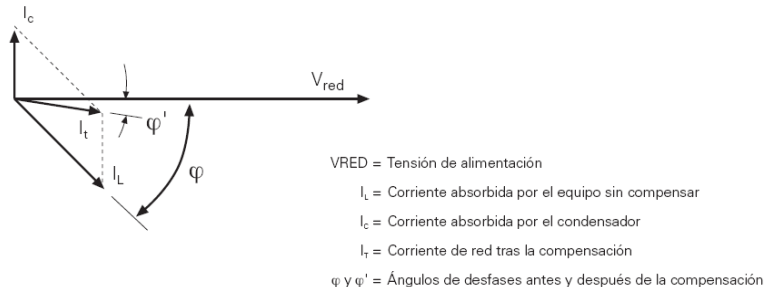 I_c
V_red
I_t
φ'
I_L
φ
VRED = Tensión de alimentación
I_L = Corriente absorbida por el equipo sin compensar
I_c = Corriente absorbida por el condensador
I_T = Corriente de red tras la compensación
φ y φ' = Ángulos de desfases antes y después de la compensación